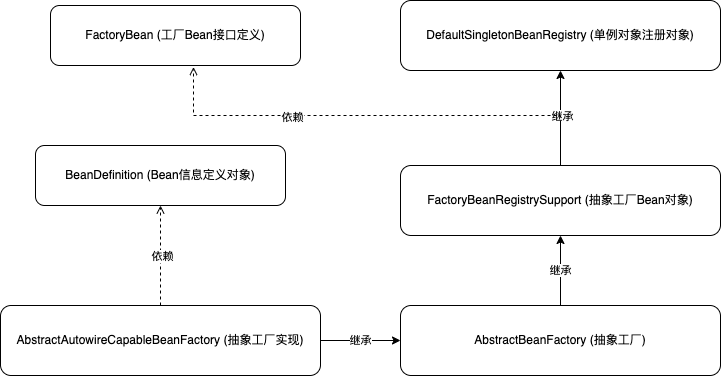 FactoryBean (工厂Bean接口定义)
DefaultSingletonBeanRegistry (单例对象注册对象)
依赖
继承
BeanDefinition (Bean信息定义对象)
FactoryBeanRegistrySupport (抽象工厂Bean对象)
依赖
继承
AbstractAutowireCapableBeanFactory (抽象工厂实现)
继承
AbstractBeanFactory (抽象工厂)